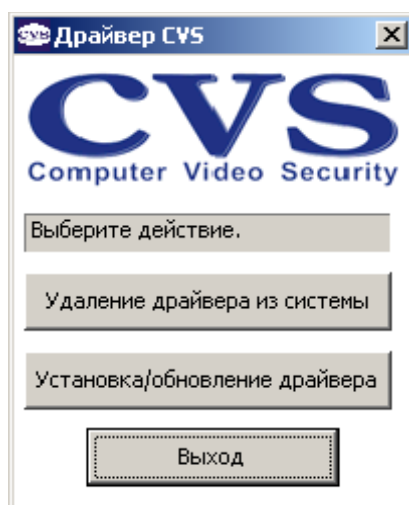 Драйвер CVS
CVS
Computer Video Security
Выберите действие.
Удаление драйвера из системы
Установка/обновление драйвера
Выход